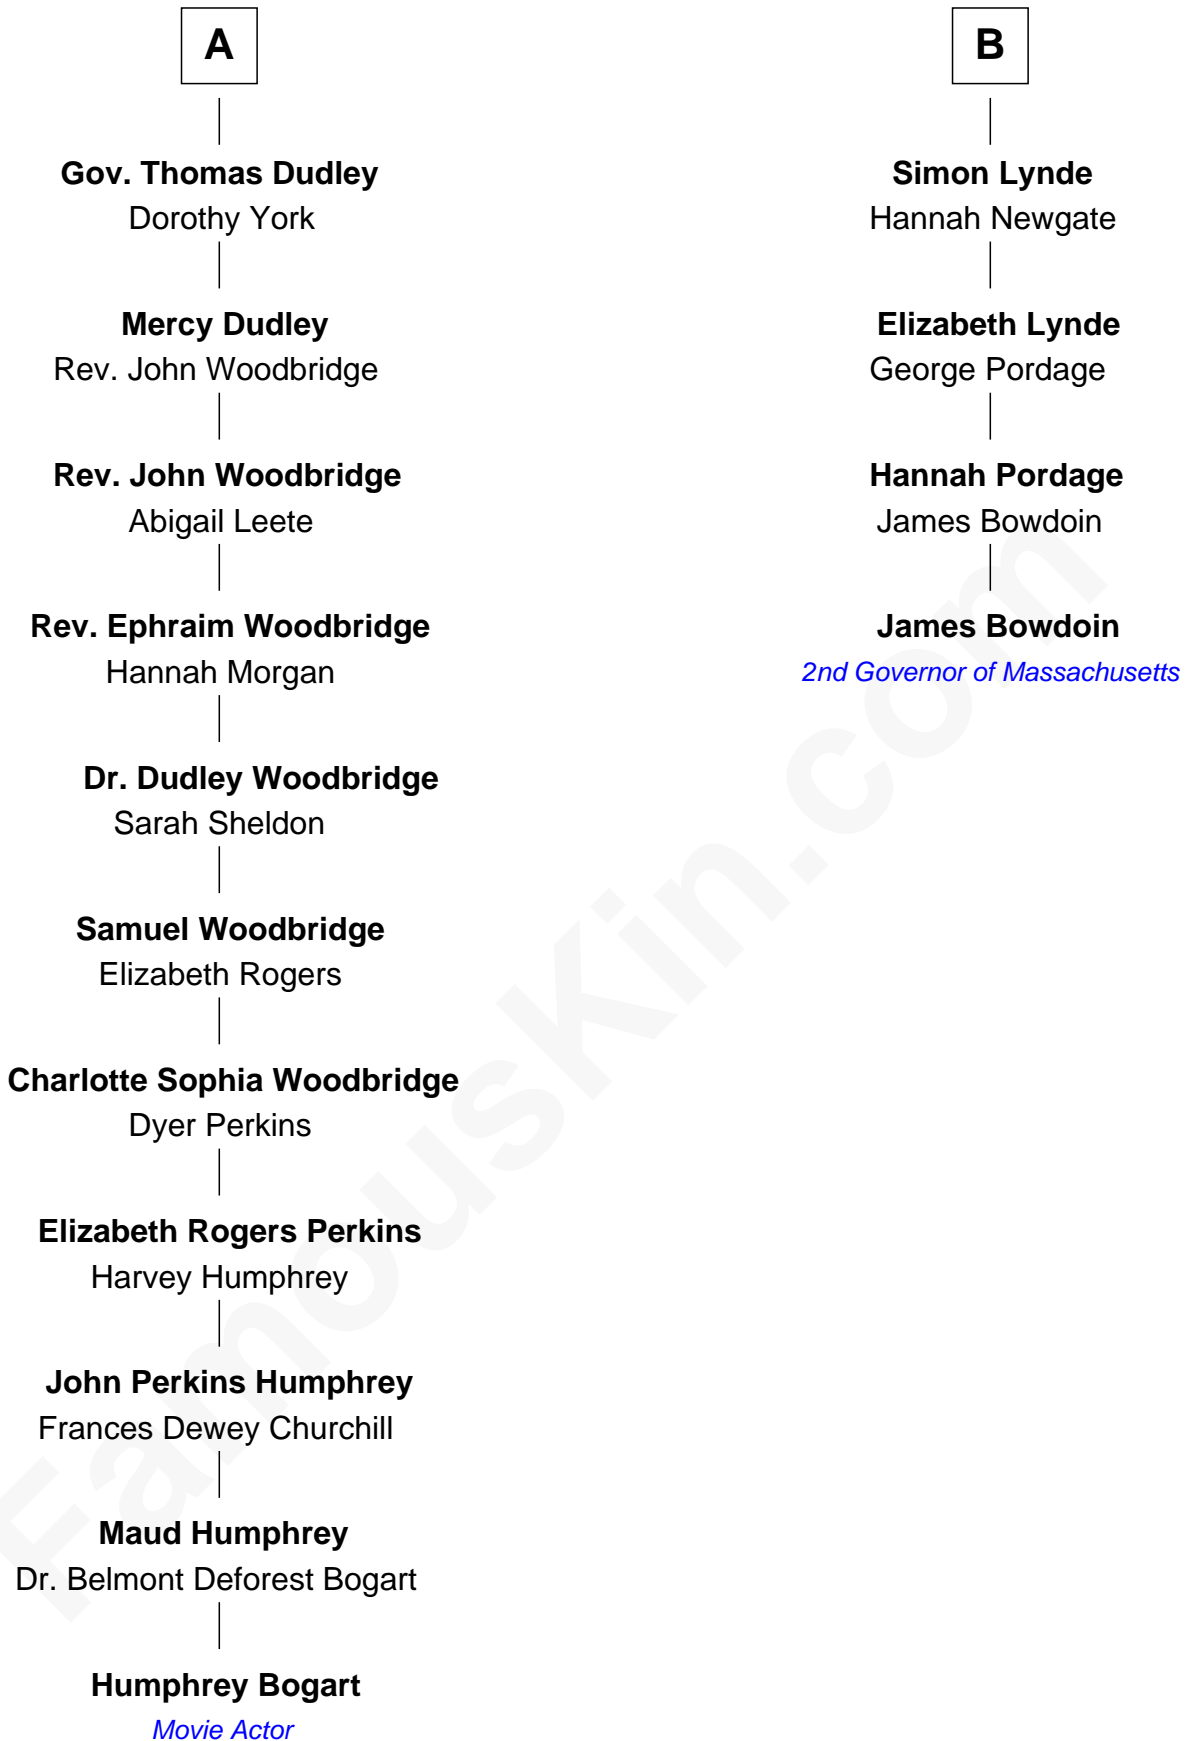 A
Gov. Thomas Dudley
Dorothy York
Mercy Dudley
Rev. John Woodbridge
Rev. John Woodbridge
Abigail Leete
Rev. Ephraim Woodbridge
Hannah Morgan
Dr. Dudley Woodbridge
Sarah Sheldon
Samuel Woodbridge
Elizabeth Rogers
Charlotte Sophia Woodbridge
Dyer Perkins
Elizabeth Rogers Perkins
Harvey Humphrey
John Perkins Humphrey
Frances Dewey Churchill
Maud Humphrey
Dr. Belmont Deforest Bogart
Humphrey Bogart
Movie Actor
B
Simon Lynde
Hannah Newgate
Elizabeth Lynde
George Pordage
Hannah Pordage
James Bowdoin
James Bowdoin
2nd Governor of Massachusetts
FamousKin.com